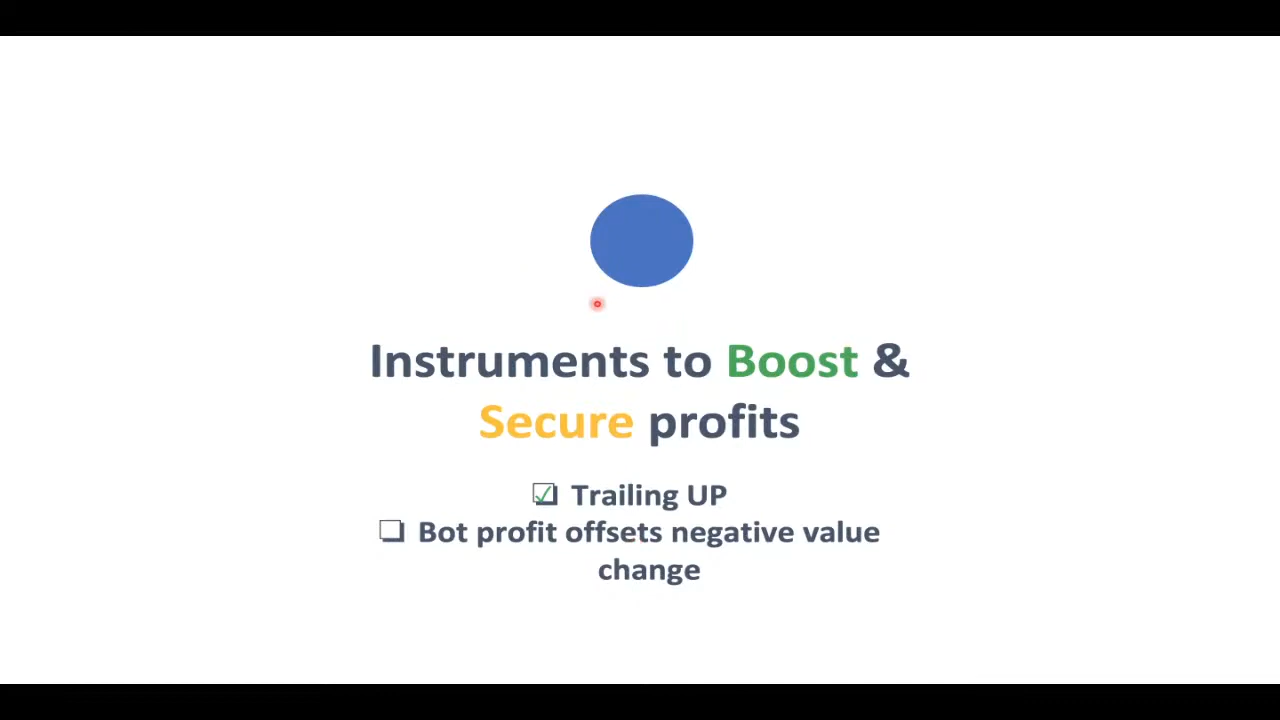 Instruments to Boost &
Secure profits
Trailing UP
Bot profit offsets negative value
change